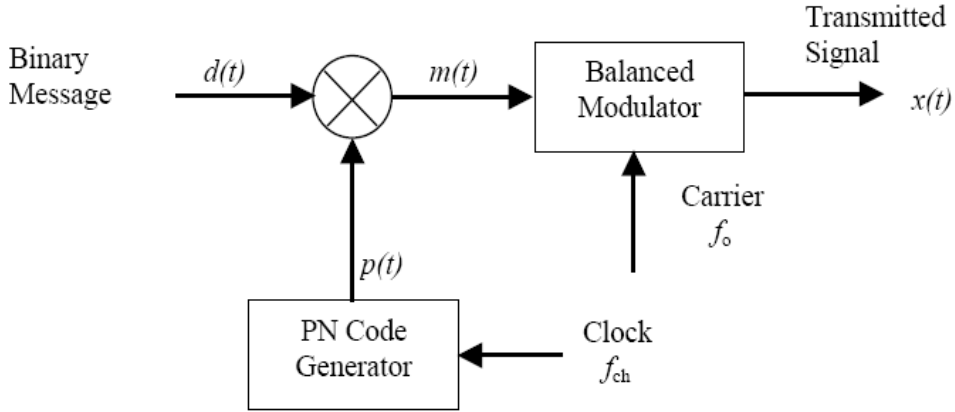 Transmitted
Signal
Binary
Message
d(t)
m(t)
Balanced
Modulator
x(t)
Carrier
fo
p(t)
PN Code
Generator
Clock
fch